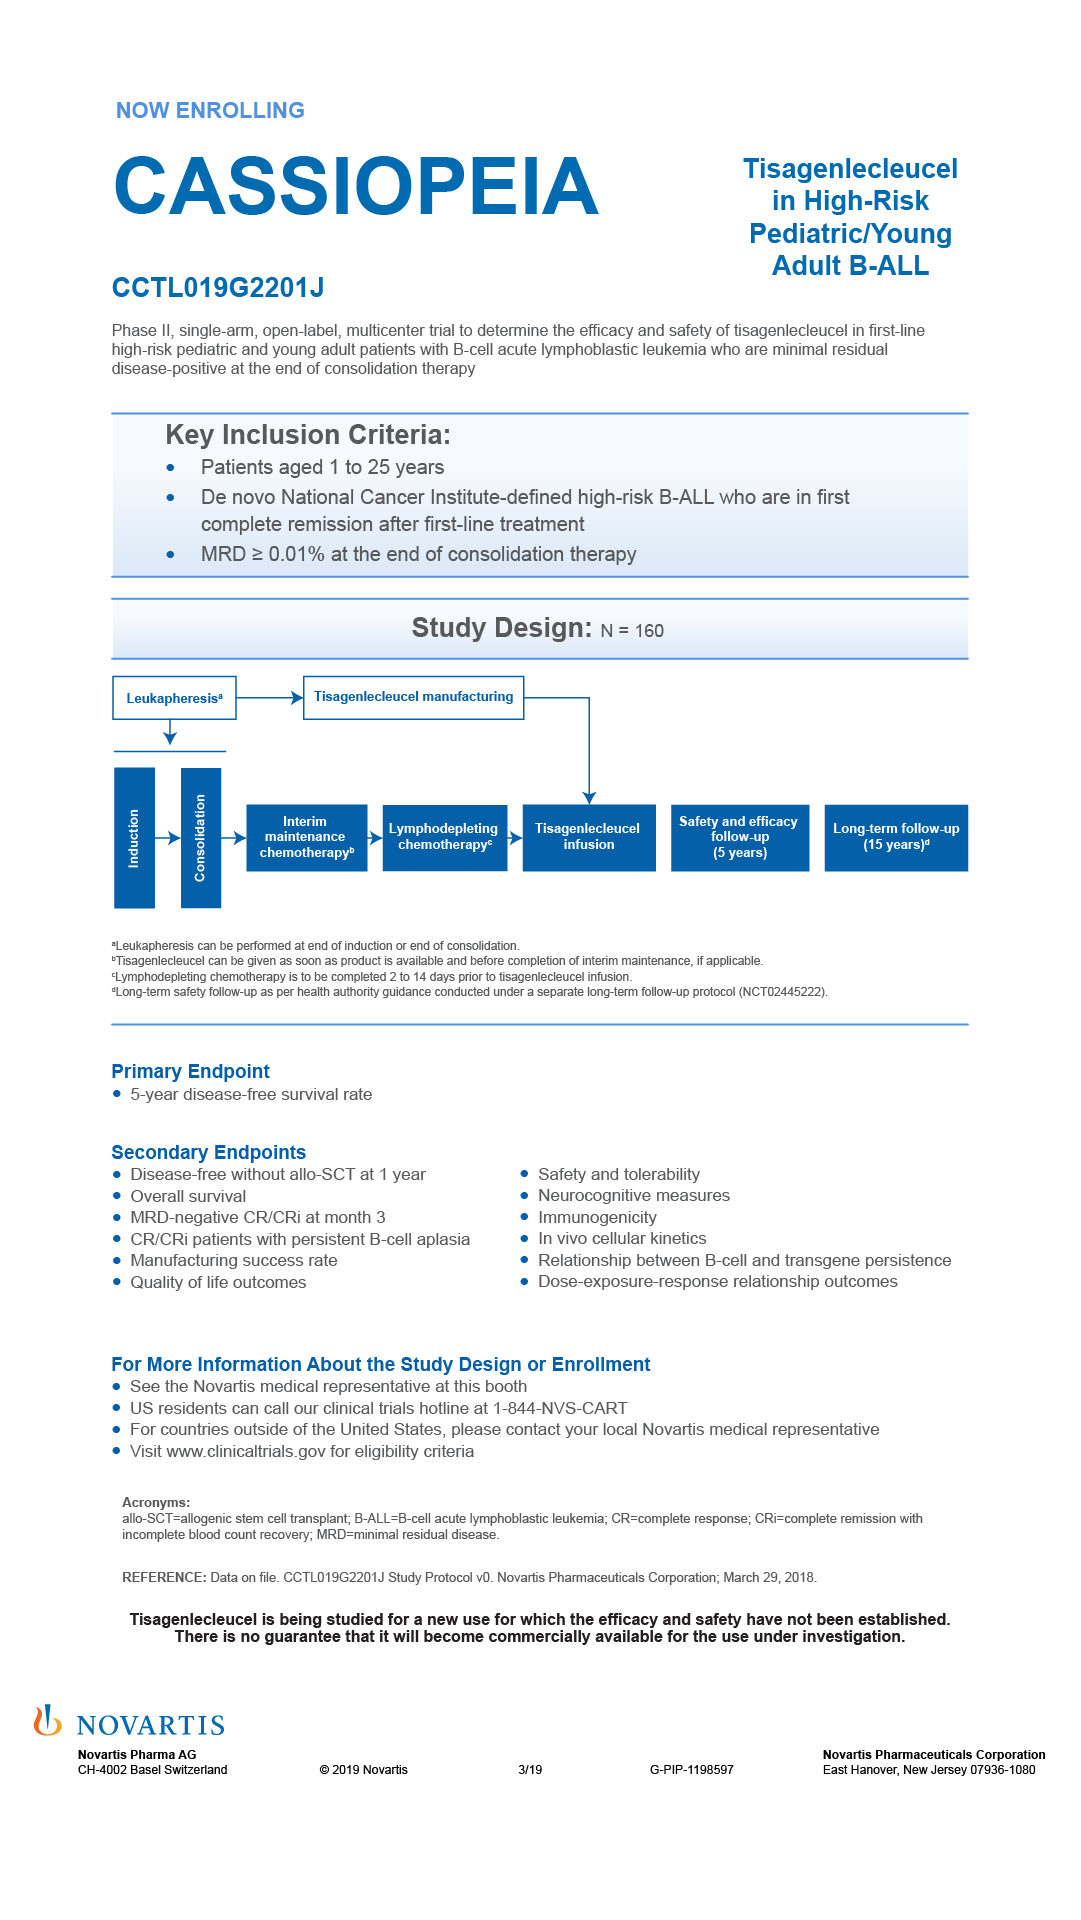 NOW ENROLLING
CASSIOPEIA
Tisagenlecleucel
in High-Risk
Pediatric/Young
Adult B-ALL
CCTL019G2201J
Phase II, single-arm, open-label, multicenter trial to determine the efficacy and safety of tisagenlecleucel in first-line
high-risk pediatric and young adult patients with B-cell acute lymphoblastic leukemia who are minimal residual
disease-positive at the end of consolidation therapy
Key Inclusion Criteria:
• Patients aged 1 to 25 years
• De novo National Cancer Institute-defined high-risk B-ALL who are in first
complete remission after first-line treatment
• MRD ≥ 0.01% at the end of consolidation therapy
Study Design: N = 160
Leukapheresisᵃ
Tisagenlecleucel manufacturing
Induction
Consolidation
Interim
maintenance
chemotherapyᵇ
Lymphodepleting
chemotherapyᶜ
Tisagenlecleucel
infusion
Safety and efficacy
follow-up
(5 years)
Long-term follow-up
(15 years)ᵈ
ᵃLeukapheresis can be performed at end of induction or end of consolidation.
ᵇTisagenlecleucel can be given as soon as product is available and before completion of interim maintenance, if applicable.
ᶜLymphodepleting chemotherapy is to be completed 2 to 14 days prior to tisagenlecleucel infusion.
ᵈLong-term safety follow-up as per health authority guidance conducted under a separate long-term follow-up protocol (NCT02445222).
Primary Endpoint
• 5-year disease-free survival rate
Secondary Endpoints
• Disease-free without allo-SCT at 1 year
• Overall survival
• MRD-negative CR/CRi at month 3
• CR/CRi patients with persistent B-cell aplasia
• Manufacturing success rate
• Quality of life outcomes
• Safety and tolerability
• Neurocognitive measures
• Immunogenicity
• In vivo cellular kinetics
• Relationship between B-cell and transgene persistence
• Dose-exposure-response relationship outcomes
For More Information About the Study Design or Enrollment
• See the Novartis medical representative at this booth
• US residents can call our clinical trials hotline at 1-844-NVS-CART
• For countries outside of the United States, please contact your local Novartis medical representative
• Visit www.clinicaltrials.gov for eligibility criteria
Acronyms:
allo-SCT=allogenic stem cell transplant; B-ALL=B-cell acute lymphoblastic leukemia; CR=complete response; CRi=complete remission with
incomplete blood count recovery; MRD=minimal residual disease.
REFERENCE: Data on file. CCTL019G2201J Study Protocol v0. Novartis Pharmaceuticals Corporation; March 29, 2018.
Tisagenlecleucel is being studied for a new use for which the efficacy and safety have not been established.
There is no guarantee that it will become commercially available for the use under investigation.
NOVARTIS
Novartis Pharma AG
CH-4002 Basel Switzerland
© 2019 Novartis
3/19
G-PIP-1198597
Novartis Pharmaceuticals Corporation
East Hanover, New Jersey 07936-1080